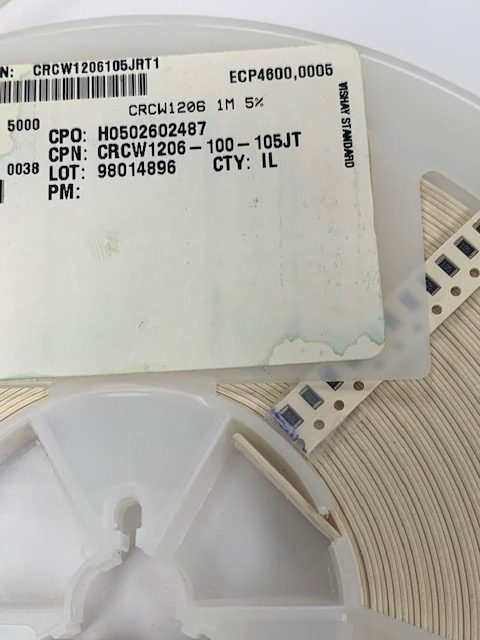 N: CRCW1206105JRT1
ECP4600,0005
CRCW1206 1M 5%
5000
CPO: H0502602487
CPN: CRCW1206-100-105JT
0038 LOT: 98014896 CTY: IL
PM:
VISHAY STANDARD